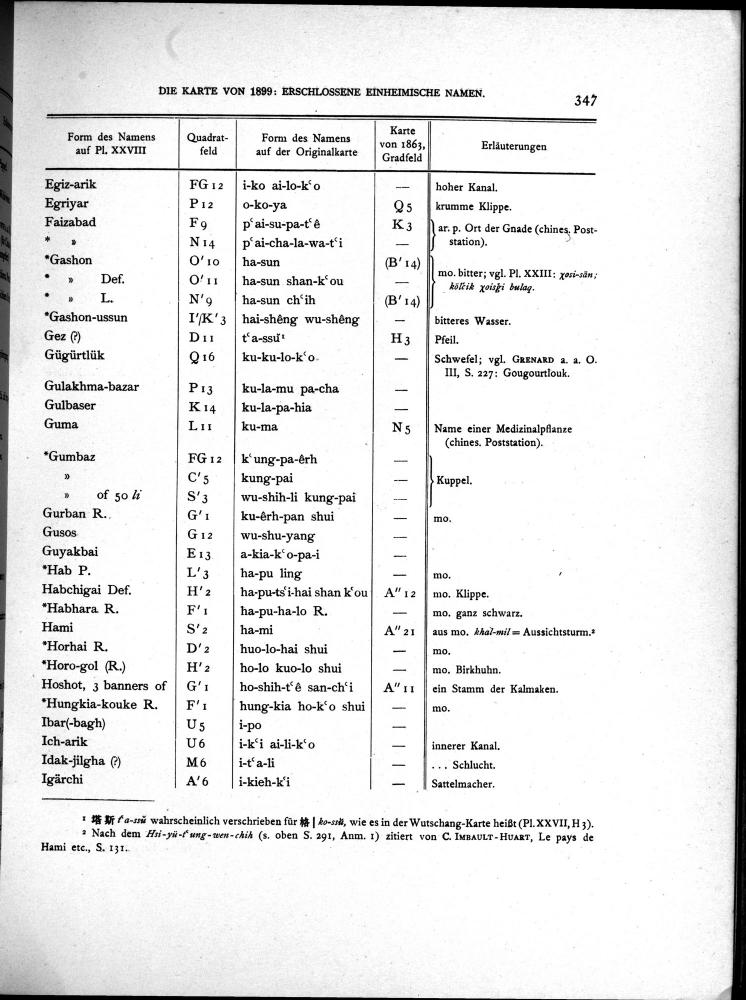 DIE KARTE VON 1899: ERSCHLOSSENE EINHEIMISCHE NAMEN.
347
Form des Namens auf Pl. XXVIII | Quadrat-feld | Form des Namens auf der Originalkarte | Karte von 1863, Gradfeld | Erläuterungen
Egiz-arik | FG 12 | i-ko ai-lo-kʿo | — | hoher Kanal.
Egriyar | P 12 | o-ko-ya | Q 5 | krumme Klippe.
Faizabad | F 9 | pʿai-su-pa-tʿê | K 3 | ar. p. Ort der Gnade (chines. Post-
* » | N 14 | pʿai-cha-la-wa-tʿi | — | station).
*Gashon | O' 10 | ha-sun | (B' 14)
* » Def. | O' 11 | ha-sun shan-kʿou | — | mo. bitter; vgl. Pl. XXIII: χosi-sän; kölčik χoisği bulaq.
* » L. | N' 9 | ha-sun chʿih | (B' 14)
*Gashon-ussun | I'/K' 3 | hai-shêng wu-shêng | — | bitteres Wasser.
Gez (?) | D 11 | tʿa-ssŭ¹ | H 3 | Pfeil.
Gügürtlük | Q 16 | ku-ku-lo-kʿo | — | Schwefel; vgl. GRENARD a. a. O.
III, S. 227: Gougourtlouk.
Gulakhma-bazar | P 13 | ku-la-mu pa-cha | —
Gulbaser | K 14 | ku-la-pa-hia | —
Guma | L 11 | ku-ma | N 5 | Name einer Medizinalpflanze
(chines. Poststation).
*Gumbaz | FG 12 | kʿung-pa-êrh | —
» | C' 5 | kung-pai | — | Kuppel.
» of 50 li | S' 3 | wu-shih-li kung-pai | —
Gurban R. | G' 1 | ku-êrh-pan shui | — | mo.
Gusos | G 12 | wu-shu-yang | —
Guyakbai | E 13 | a-kia-kʿo-pa-i | —
*Hab P. | L' 3 | ha-pu ling | — | mo.
Habchigai Def. | H' 2 | ha-pu-tsʿi-hai shan kʿou | A" 12 | mo. Klippe.
*Habhara R. | F' 1 | ha-pu-ha-lo R. | — | mo. ganz schwarz.
Hami | S' 2 | ha-mi | A" 21 | aus mo. khal-mil = Aussichtsturm.²
*Horhai R. | D' 2 | huo-lo-hai shui | — | mo.
*Horo-gol (R.) | H' 2 | ho-lo kuo-lo shui | — | mo. Birkhuhn.
Hoshot, 3 banners of | G' 1 | ho-shih-tʿê san-chʿi | A" 11 | ein Stamm der Kalmaken.
*Hungkia-kouke R. | F' 1 | hung-kia ho-kʿo shui | — | mo.
Ibar(-bagh) | U 5 | i-po | —
Ich-arik | U 6 | i-kʿi ai-li-kʿo | — | innerer Kanal.
Idak-jilgha (?) | M 6 | i-tʿa-li | — | ... Schlucht.
Igärchi | A' 6 | i-kieh-kʿi | — | Sattelmacher.
¹ 塔 斯 tʿa-ssŭ wahrscheinlich verschrieben für 格 | ko-ssŭ, wie es in der Wutschang-Karte heißt (Pl. XXVII, H 3).
² Nach dem Hsi-yü-tʿung-wen-chih (s. oben S. 291, Anm. 1) zitiert von C. IMBAULT-HUART, Le pays de
Hami etc., S. 131.